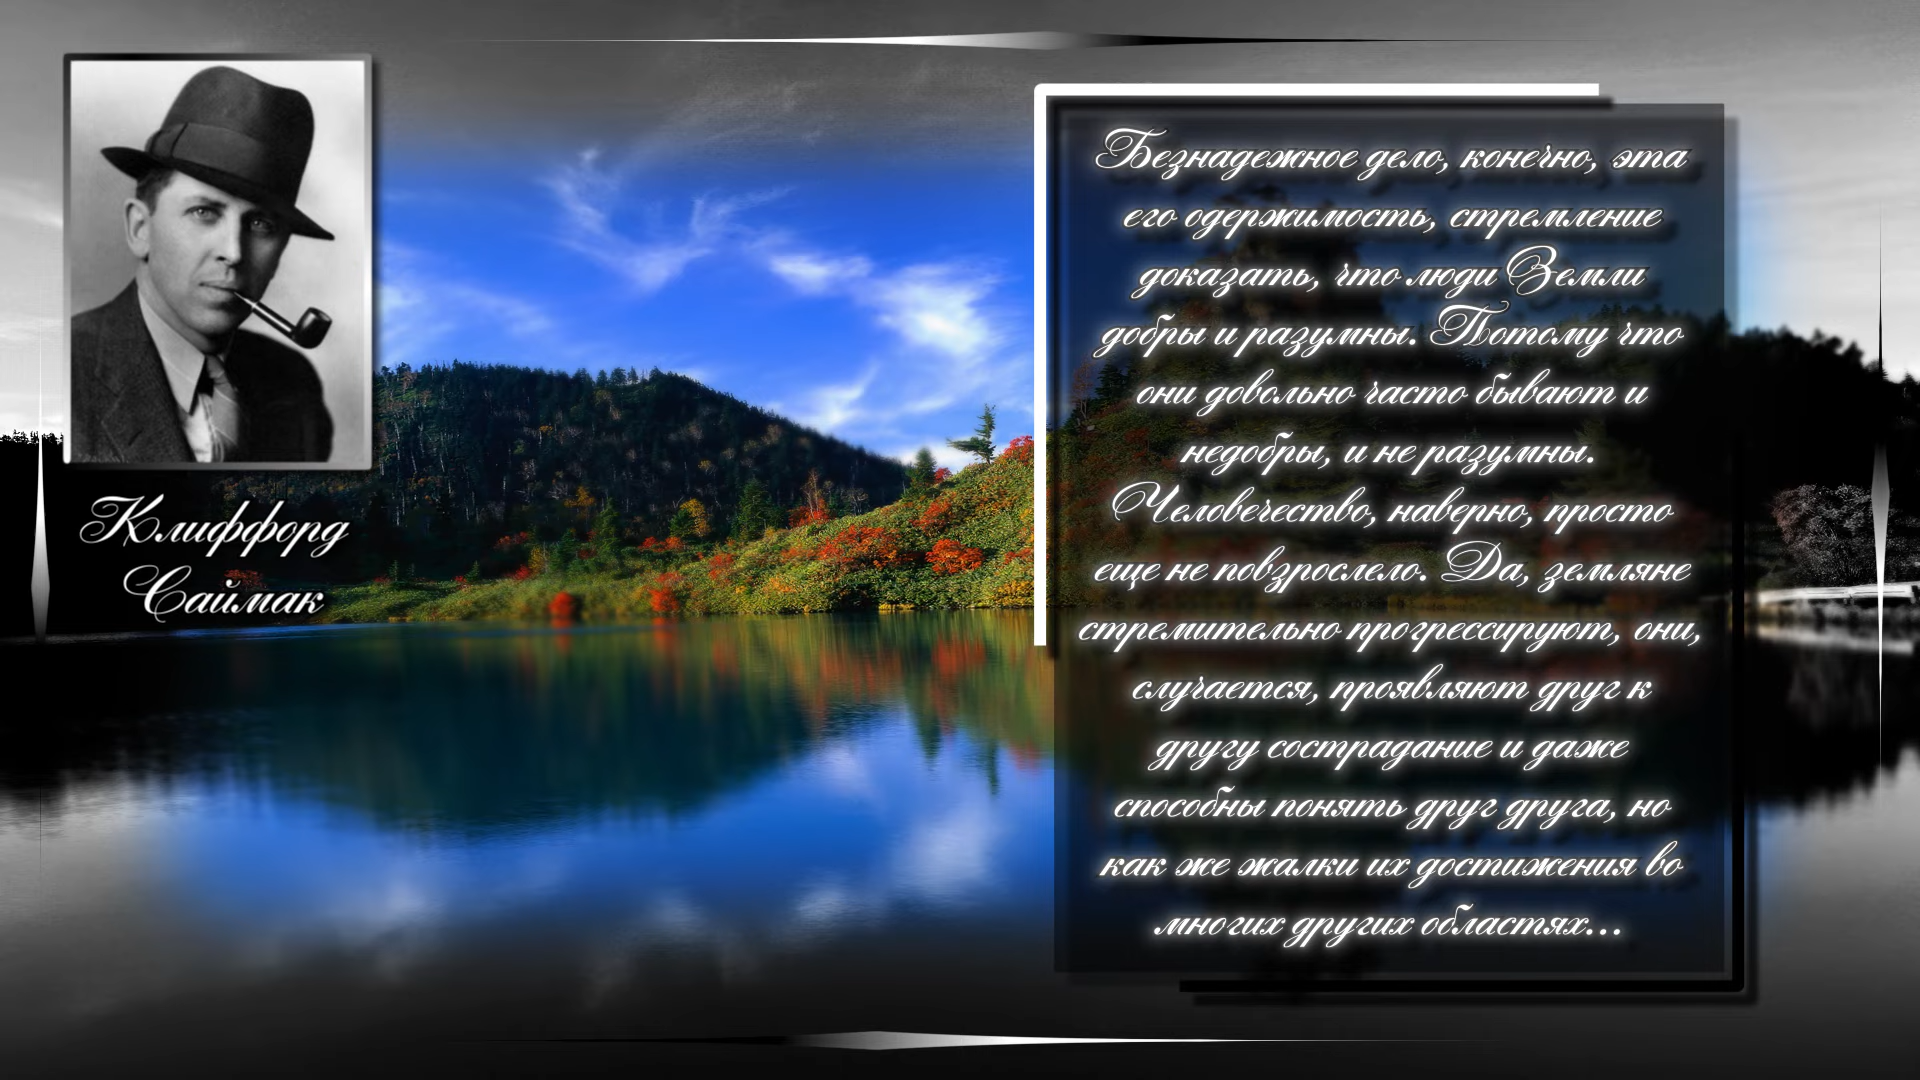 Клиффорд
Саймак
Безнадежное дело, конечно, эта
его одержимость, стремление
доказать, что люди Земли
добры и разумны. Потому что
они довольно часто бывают и
недобры, и не разумны.
Человечество, наверно, просто
еще не повзрослело. Да, земляне
стремительно прогрессируют, они,
случается, проявляют друг к
другу сострадание и даже
способны понять друг друга, но
как же жалки их достижения во
многих других областях...